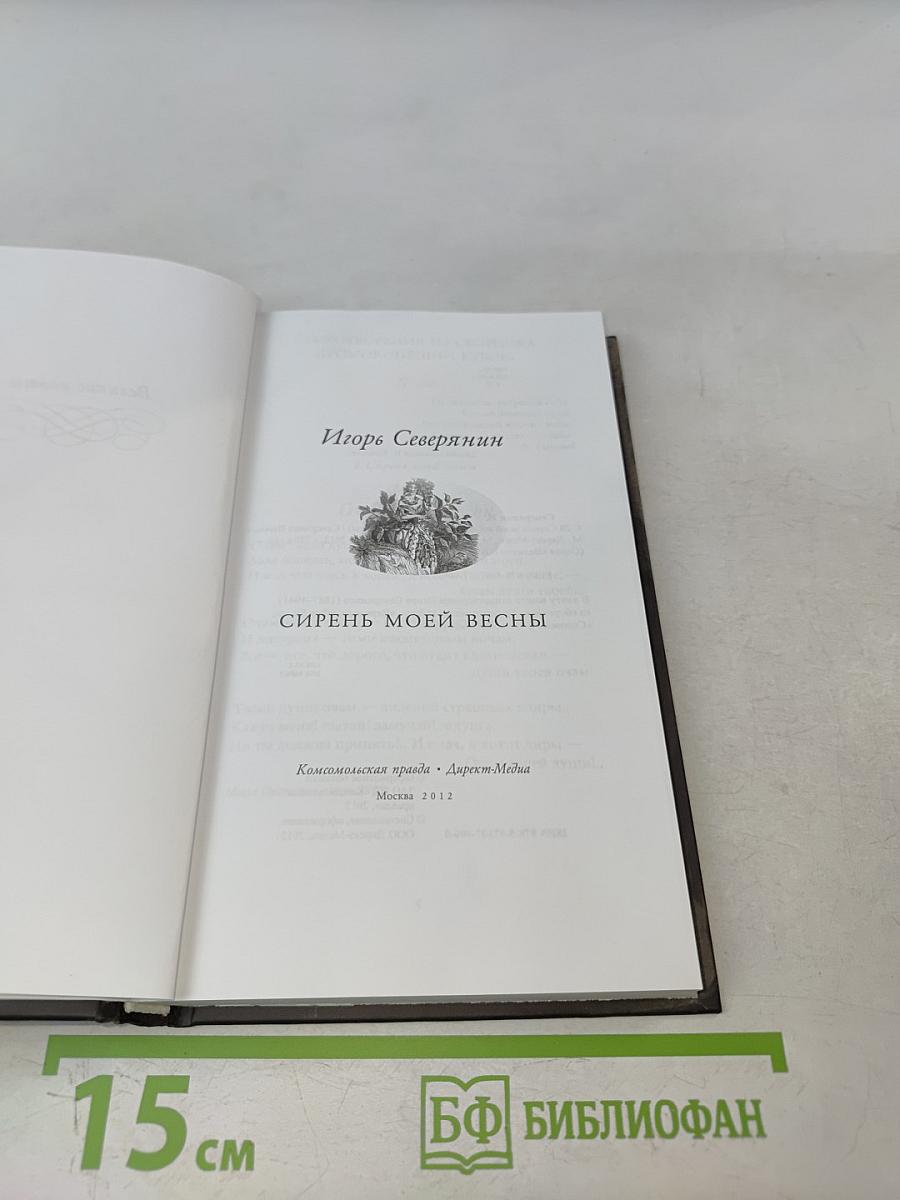 Игорь Северянин
СИРЕНЬ МОЕЙ ВЕСНЫ
Комсомольская правда • Директ-Медиа
Москва 2012
15 см
БФ БИБЛИОФАН